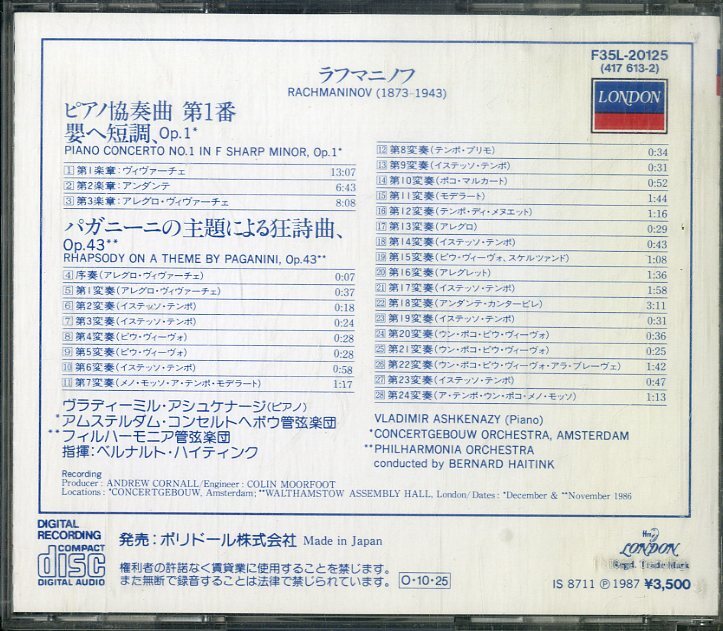 F35L-20125
(417 613-2)
LONDON
ラフマニノフ
RACHMANINOV (1873-1943)
ピアノ協奏曲 第1番
嬰ヘ短調、Op.1*
PIANO CONCERTO NO.1 IN F SHARP MINOR, Op.1*
1 第1楽章：ヴィヴァーチェ 13:07
2 第2楽章：アンダンテ 6:43
3 第3楽章：アレグロ・ヴィヴァーチェ 8:08
パガニーニの主題による狂詩曲、
Op.43**
RHAPSODY ON A THEME BY PAGANINI, Op.43**
4 序奏(アレグロ・ヴィヴァーチェ) 0:07
5 第1変奏(アレグロ・ヴィヴァーチェ) 0:37
6 第2変奏(イステッソ・テンポ) 0:18
7 第3変奏(イステッソ・テンポ) 0:24
8 第4変奏(ピウ・ヴィーヴォ) 0:28
9 第5変奏(ピウ・ヴィーヴォ) 0:28
10 第6変奏(イステッソ・テンポ) 0:58
11 第7変奏(メノ・モッソ・ア・テンポ・モデラート) 1:17
12 第8変奏(テンポ・プリモ) 0:34
13 第9変奏(イステッソ・テンポ) 0:31
14 第10変奏(ポコ・マルカート) 0:52
15 第11変奏(モデラート) 1:44
16 第12変奏(テンポ・ディ・メヌエット) 1:16
17 第13変奏(アレグロ) 0:29
18 第14変奏(イステッソ・テンポ) 0:43
19 第15変奏(ピウ・ヴィーヴォ、スケルツァンド) 1:08
20 第16変奏(アレグレット) 1:36
21 第17変奏(イステッソ・テンポ) 1:58
22 第18変奏(アンダンテ・カンタービレ) 3:11
23 第19変奏(イステッソ・テンポ) 0:31
24 第20変奏(ウン・ポコ・ピウ・ヴィーヴォ) 0:36
25 第21変奏(ウン・ポコ・ピウ・ヴィーヴォ) 0:25
26 第22変奏(ウン・ポコ・ピウ・ヴィーヴォ・アラ・ブレーヴェ) 1:42
27 第23変奏(イステッソ・テンポ) 0:47
28 第24変奏(ア・テンポ・ウン・ポコ・メノ・モッソ) 1:13
ヴラディーミル・アシュケナージ(ピアノ)
*アムステルダム・コンセルトヘボウ管弦楽団
**フィルハーモニア管弦楽団
指揮：ベルナルト・ハイティンク
VLADIMIR ASHKENAZY (Piano)
*CONCERTGEBOUW ORCHESTRA, AMSTERDAM
**PHILHARMONIA ORCHESTRA
conducted by BERNARD HAITINK
Recording
Producer : ANDREW CORNALL/Engineer : COLIN MOORFOOT
Locations : *CONCERTGEBOUW, Amsterdam; **WALTHAMSTOW ASSEMBLY HALL, London/Dates : *December & **November 1986
DIGITAL
RECORDING
COMPACT
disc
DIGITAL AUDIO
発売：ポリドール株式会社 Made in Japan
権利者の許諾なく賃貸業に使用することを禁じます。
また無断で録音することは法律で禁じられています。
O・10・25
LONDON
Regd. Trade Mark
IS 8711 Ⓟ 1987 ¥3,500